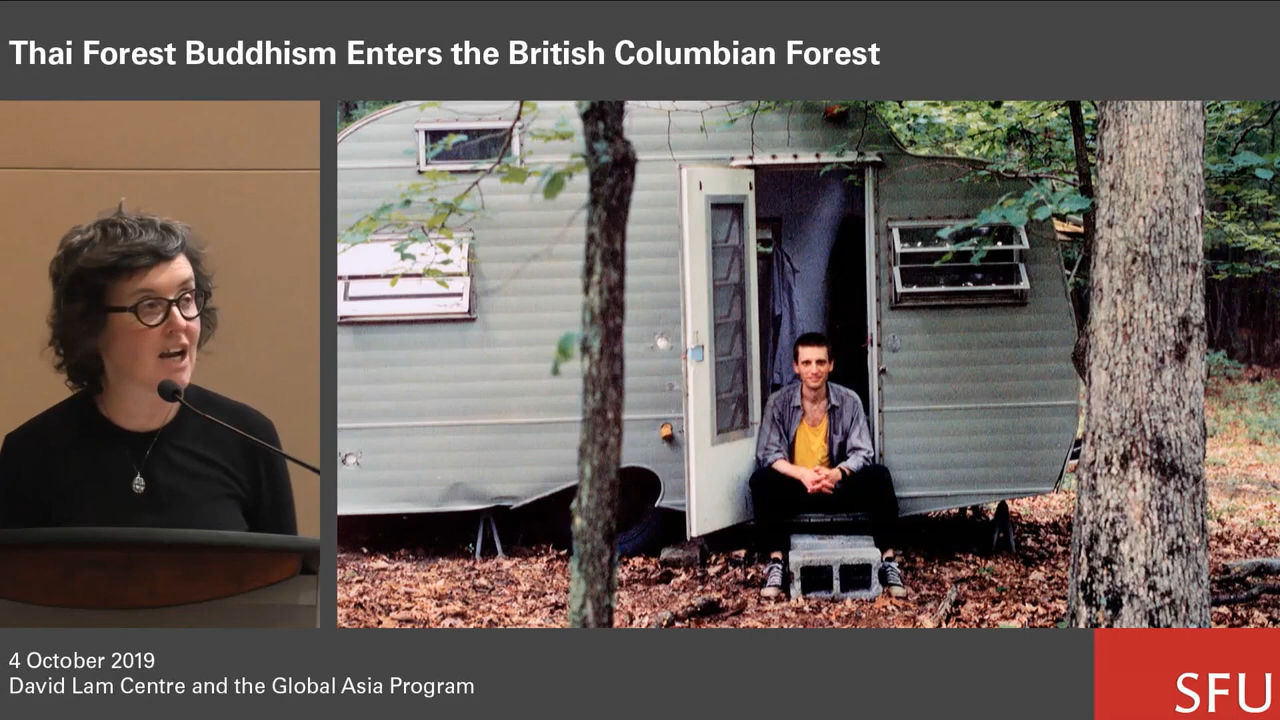 Thai Forest Buddhism Enters the British Columbian Forest
4 October 2019
David Lam Centre and the Global Asia Program
SFU